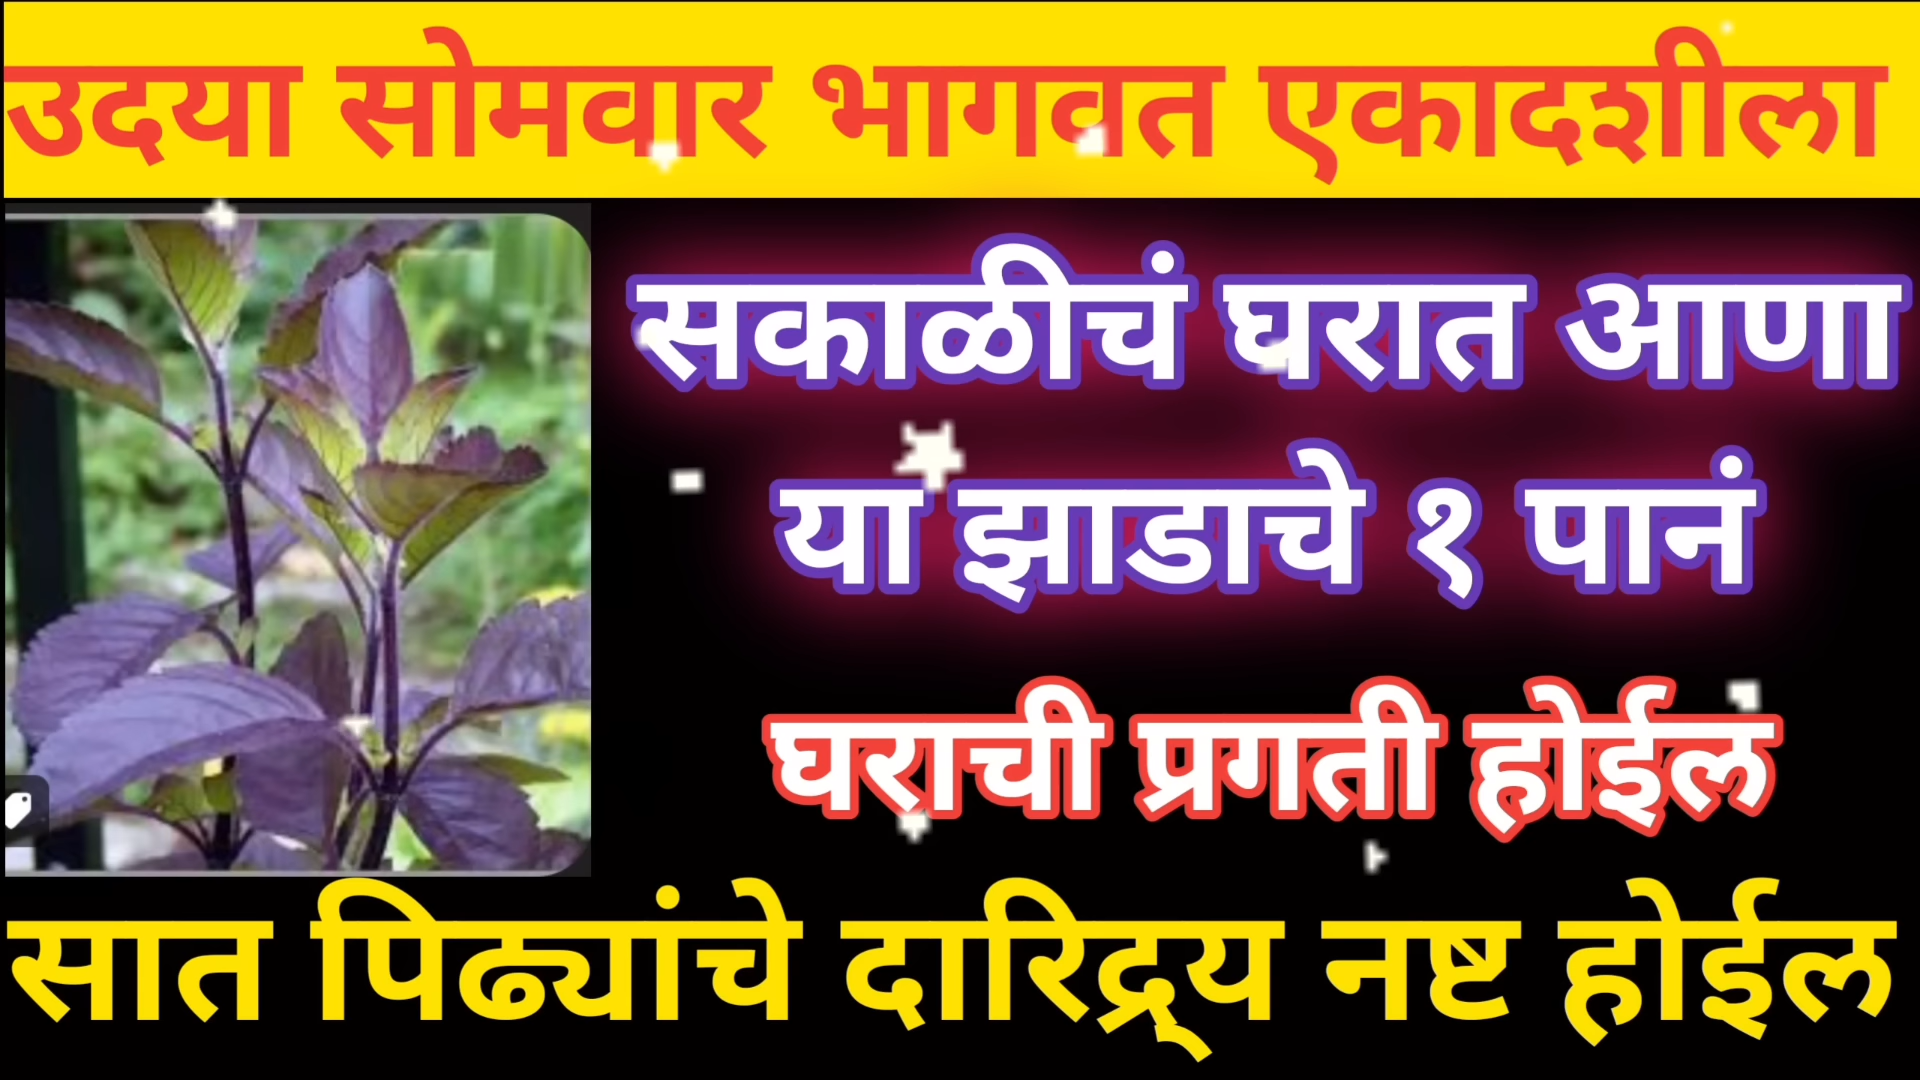 उदया सोमवार भागवत एकादशीला
सकाळीचं घरात आणा
या झाडाचे १ पानं
घराची प्रगती होईल
सात पिढ्यांचे दारिद्र्य नष्ट होईल